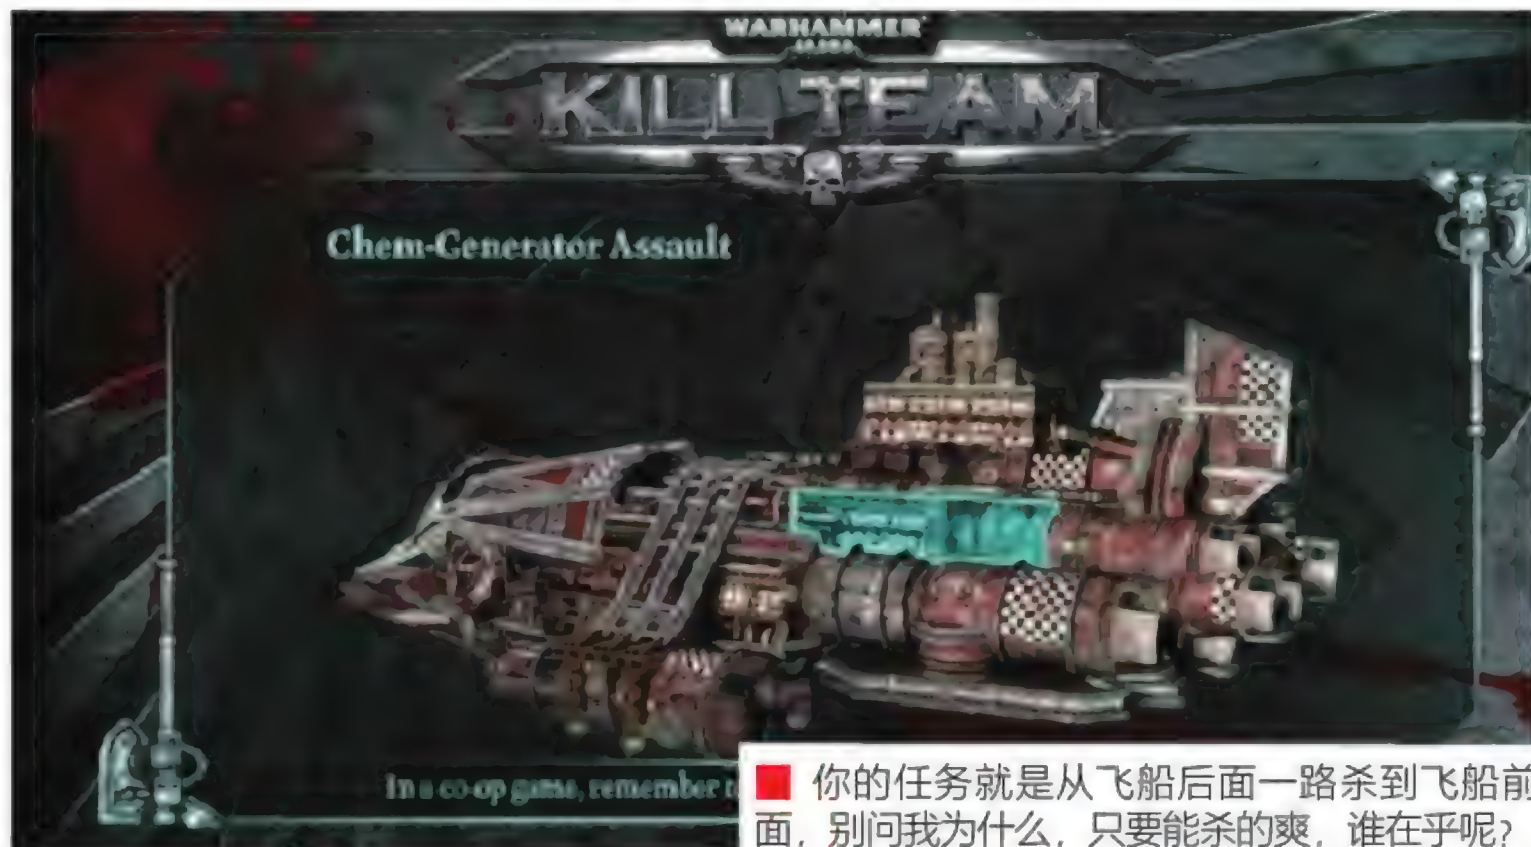 WARHAMMER
40,000
KILL TEAM
Chem-Generator Assault
In a co-op game, remember
■ 你的任务就是从飞船后面一路杀到飞船前
面，别问我为什么，只要能杀的爽，谁在乎呢？